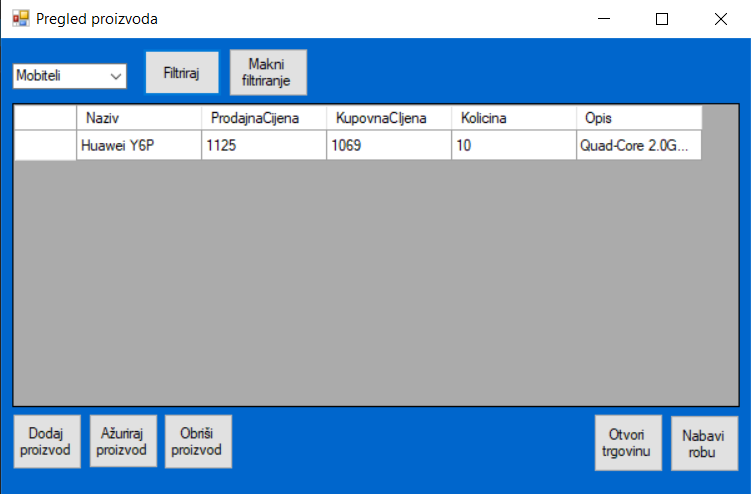 Pregled proizvoda
Mobiteli
Filtriraj
Makni
filtriranje
Naziv ProdajnaCijena KupovnaCIjena Kolicina Opis
Huawei Y6P 1125 1069 10 Quad-Core 2.0G...
Dodaj
proizvod
Ažuriraj
proizvod
Obriši
proizvod
Otvori
trgovinu
Nabavi
robu